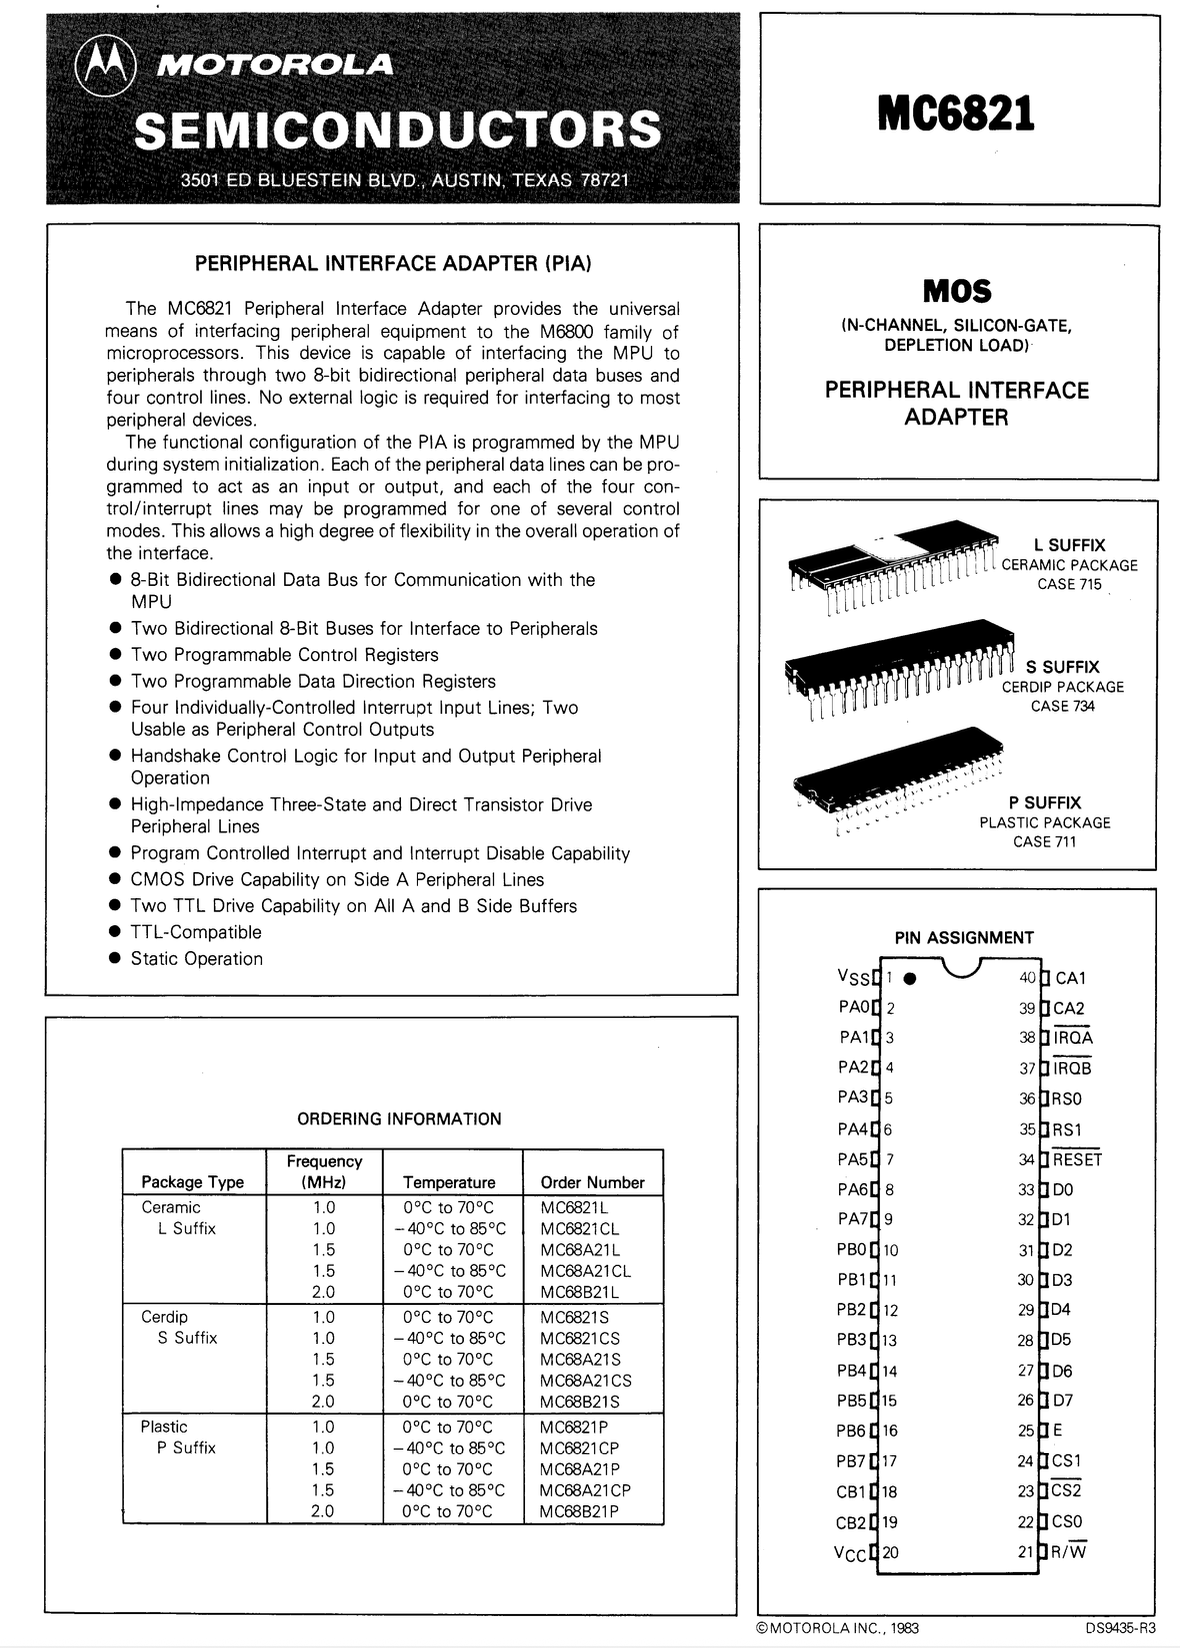 MOTOROLA
SEMICONDUCTORS
3501 ED BLUESTEIN BLVD., AUSTIN, TEXAS 78721
MC6821
PERIPHERAL INTERFACE ADAPTER (PIA)
The MC6821 Peripheral Interface Adapter provides the universal
means of interfacing peripheral equipment to the M6800 family of
microprocessors. This device is capable of interfacing the MPU to
peripherals through two 8-bit bidirectional peripheral data buses and
four control lines. No external logic is required for interfacing to most
peripheral devices.
The functional configuration of the PIA is programmed by the MPU
during system initialization. Each of the peripheral data lines can be pro-
grammed to act as an input or output, and each of the four con-
trol/interrupt lines may be programmed for one of several control
modes. This allows a high degree of flexibility in the overall operation of
the interface.
● 8-Bit Bidirectional Data Bus for Communication with the
MPU
● Two Bidirectional 8-Bit Buses for Interface to Peripherals
● Two Programmable Control Registers
● Two Programmable Data Direction Registers
● Four Individually-Controlled Interrupt Input Lines; Two
Usable as Peripheral Control Outputs
● Handshake Control Logic for Input and Output Peripheral
Operation
● High-Impedance Three-State and Direct Transistor Drive
Peripheral Lines
● Program Controlled Interrupt and Interrupt Disable Capability
● CMOS Drive Capability on Side A Peripheral Lines
● Two TTL Drive Capability on All A and B Side Buffers
● TTL-Compatible
● Static Operation
MOS
(N-CHANNEL, SILICON-GATE,
DEPLETION LOAD)
PERIPHERAL INTERFACE
ADAPTER
L SUFFIX
CERAMIC PACKAGE
CASE 715
S SUFFIX
CERDIP PACKAGE
CASE 734
P SUFFIX
PLASTIC PACKAGE
CASE 711
ORDERING INFORMATION
Package Type Frequency (MHz) Temperature Order Number
Ceramic 1.0 0°C to 70°C MC6821L
L Suffix 1.0 −40°C to 85°C MC6821CL
1.5 0°C to 70°C MC68A21L
1.5 −40°C to 85°C MC68A21CL
2.0 0°C to 70°C MC68B21L
Cerdip 1.0 0°C to 70°C MC6821S
S Suffix 1.0 −40°C to 85°C MC6821CS
1.5 0°C to 70°C MC68A21S
1.5 −40°C to 85°C MC68A21CS
2.0 0°C to 70°C MC68B21S
Plastic 1.0 0°C to 70°C MC6821P
P Suffix 1.0 −40°C to 85°C MC6821CP
1.5 0°C to 70°C MC68A21P
1.5 −40°C to 85°C MC68A21CP
2.0 0°C to 70°C MC68B21P
PIN ASSIGNMENT
VSS 1 40 CA1
PA0 2 39 CA2
PA1 3 38 IRQA
PA2 4 37 IRQB
PA3 5 36 RS0
PA4 6 35 RS1
PA5 7 34 RESET
PA6 8 33 D0
PA7 9 32 D1
PB0 10 31 D2
PB1 11 30 D3
PB2 12 29 D4
PB3 13 28 D5
PB4 14 27 D6
PB5 15 26 D7
PB6 16 25 E
PB7 17 24 CS1
CB1 18 23 CS2
CB2 19 22 CS0
VCC 20 21 R/W
©MOTOROLA INC., 1983 DS9435-R3